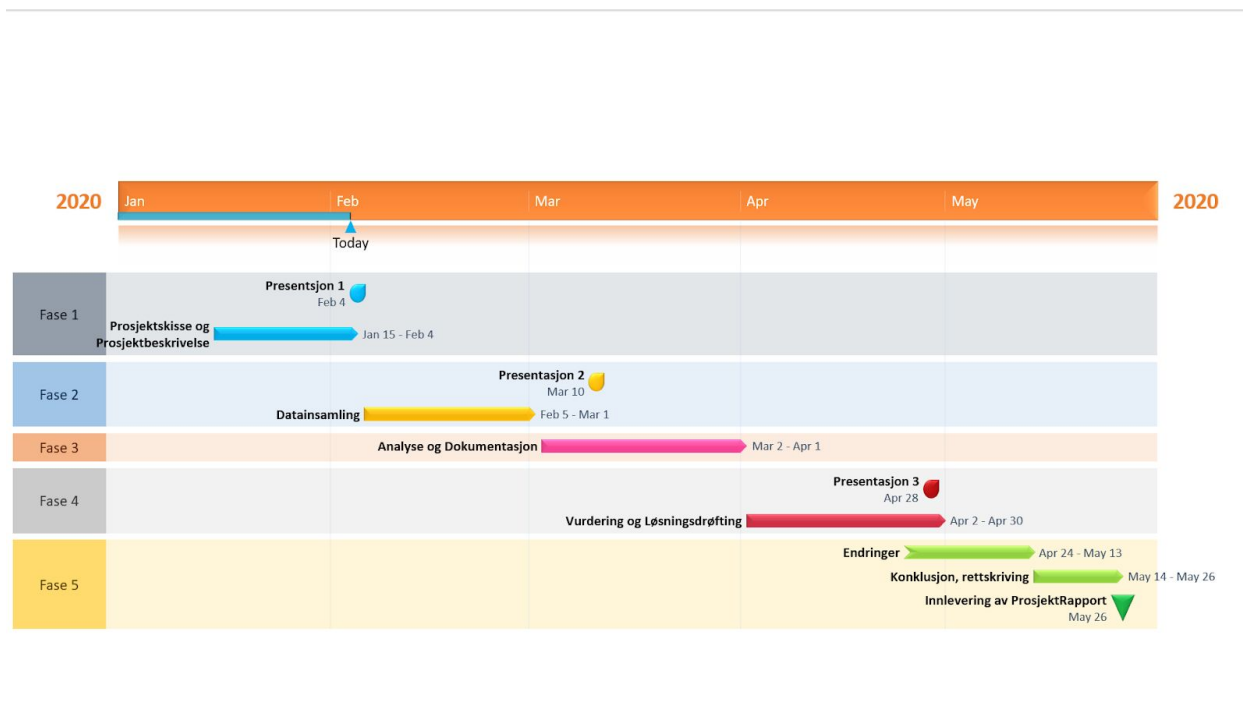 2020 Jan Feb Mar Apr May 2020
Today
Fase 1
Presentsjon 1
Feb 4
Prosjektskisse og
Prosjektbeskrivelse
Jan 15 - Feb 4
Fase 2
Presentasjon 2
Mar 10
Datainsamling
Feb 5 - Mar 1
Fase 3
Analyse og Dokumentasjon
Mar 2 - Apr 1
Fase 4
Presentasjon 3
Apr 28
Vurdering og Løsningsdrøfting
Apr 2 - Apr 30
Fase 5
Endringer
Apr 24 - May 13
Konklusjon, rettskriving
May 14 - May 26
Innlevering av ProsjektRapport
May 26